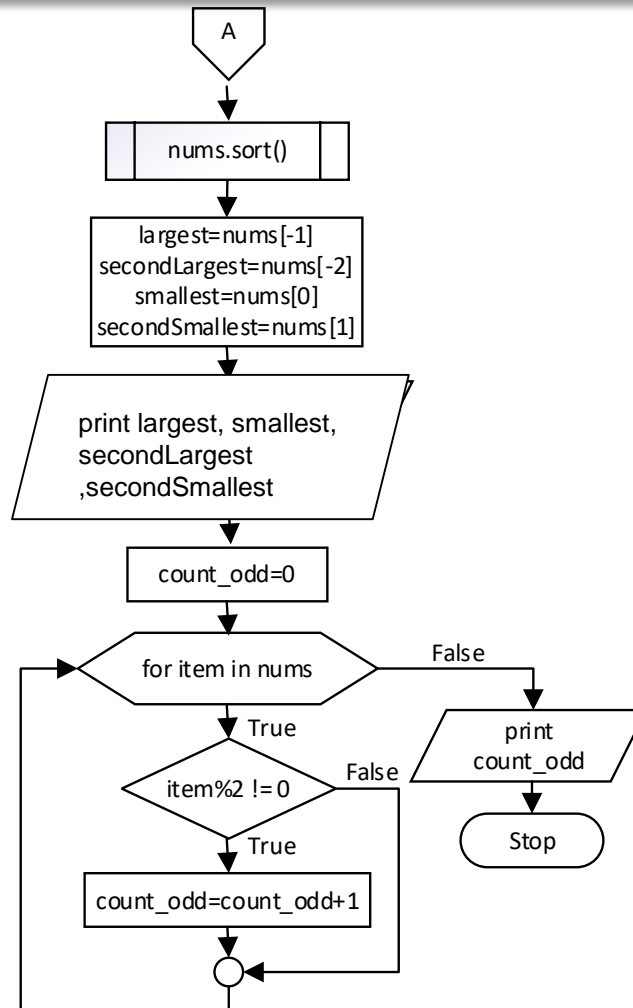 A
nums.sort()
largest=nums[-1]
secondLargest=nums[-2]
smallest=nums[0]
secondSmallest=nums[1]
print largest, smallest,
secondLargest
,secondSmallest
count_odd=0
for item in nums
False
True
print
count_odd
item%2 != 0
False
True
Stop
count_odd=count_odd+1